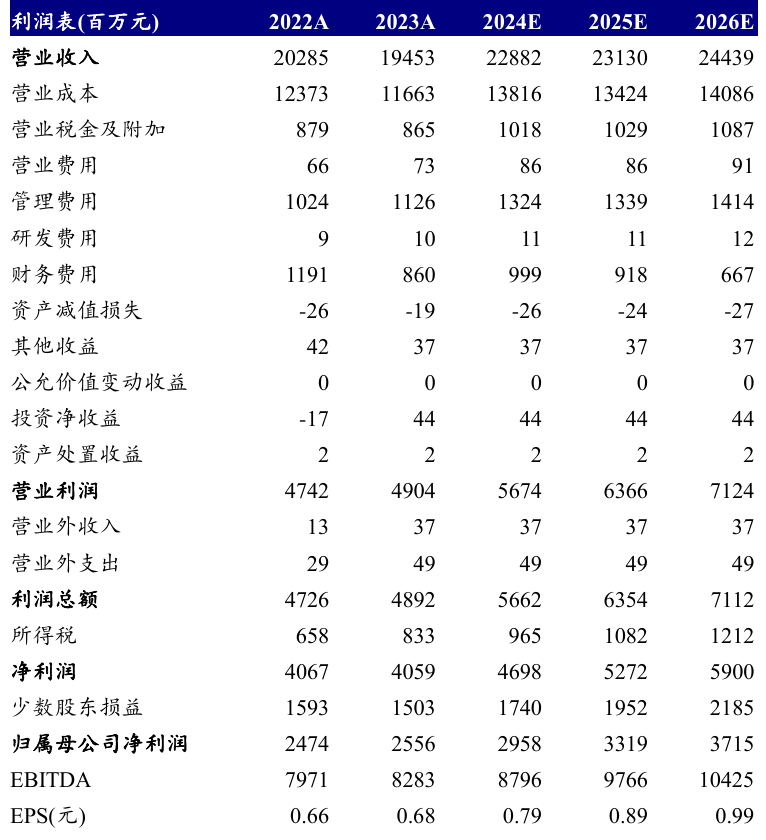 利润表(百万元) 2022A 2023A 2024E 2025E 2026E
营业收入 20285 19453 22882 23130 24439
营业成本 12373 11663 13816 13424 14086
营业税金及附加 879 865 1018 1029 1087
营业费用 66 73 86 86 91
管理费用 1024 1126 1324 1339 1414
研发费用 9 10 11 11 12
财务费用 1191 860 999 918 667
资产减值损失 -26 -19 -26 -24 -27
其他收益 42 37 37 37 37
公允价值变动收益 0 0 0 0 0
投资净收益 -17 44 44 44 44
资产处置收益 2 2 2 2 2
营业利润 4742 4904 5674 6366 7124
营业外收入 13 37 37 37 37
营业外支出 29 49 49 49 49
利润总额 4726 4892 5662 6354 7112
所得税 658 833 965 1082 1212
净利润 4067 4059 4698 5272 5900
少数股东损益 1593 1503 1740 1952 2185
归属母公司净利润 2474 2556 2958 3319 3715
EBITDA 7971 8283 8796 9766 10425
EPS(元) 0.66 0.68 0.79 0.89 0.99